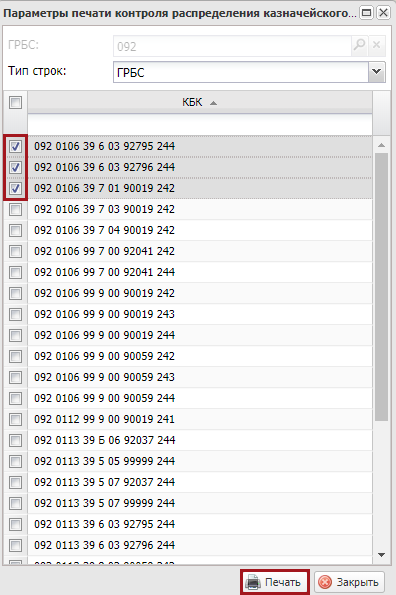 Параметры печати контроля распределения казначейского...
ГРБС: 092
Тип строк: ГРБС
КБК
092 0106 39 6 03 92795 244
092 0106 39 6 03 92796 244
092 0106 39 7 01 90019 242
092 0106 39 7 03 90019 242
092 0106 39 7 04 90019 242
092 0106 99 7 00 92041 242
092 0106 99 7 00 92041 244
092 0106 99 9 00 90019 242
092 0106 99 9 00 90019 243
092 0106 99 9 00 90019 244
092 0106 99 9 00 90059 242
092 0106 99 9 00 90059 243
092 0106 99 9 00 90059 244
092 0112 99 9 00 90019 241
092 0113 39 Б 06 92037 244
092 0113 39 5 05 99999 244
092 0113 39 5 07 92037 244
092 0113 39 5 07 99999 244
092 0113 39 6 03 92795 244
092 0113 39 6 03 92796 244
Печать Закрыть